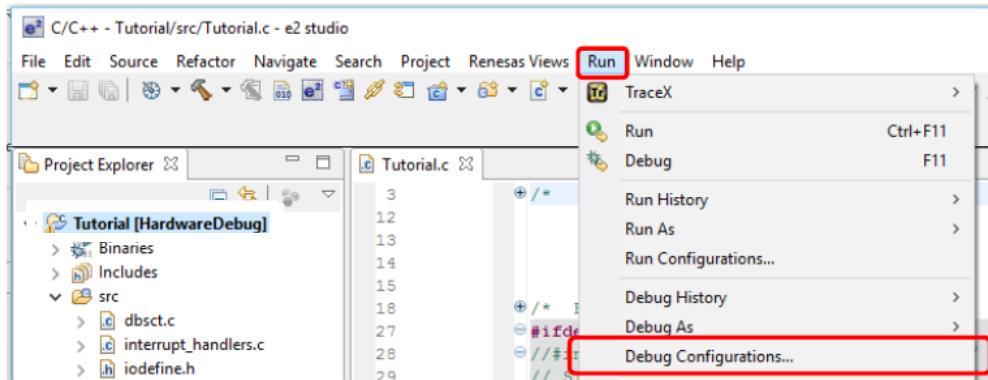 C/C++ - Tutorial/src/Tutorial.c - e2 studio
File Edit Source Refactor Navigate Search Project Renesas Views Run Window Help
TraceX
Run Ctrl+F11
Debug F11
Run History
Run As
Run Configurations...
Debug History
Debug As
Debug Configurations...
Project Explorer
Tutorial [HardwareDebug]
Binaries
Includes
src
dbsct.c
interrupt_handlers.c
iodefine.h
Tutorial.c
3 /*
12
13
14
15
18 /*
27 #ifde
28
29